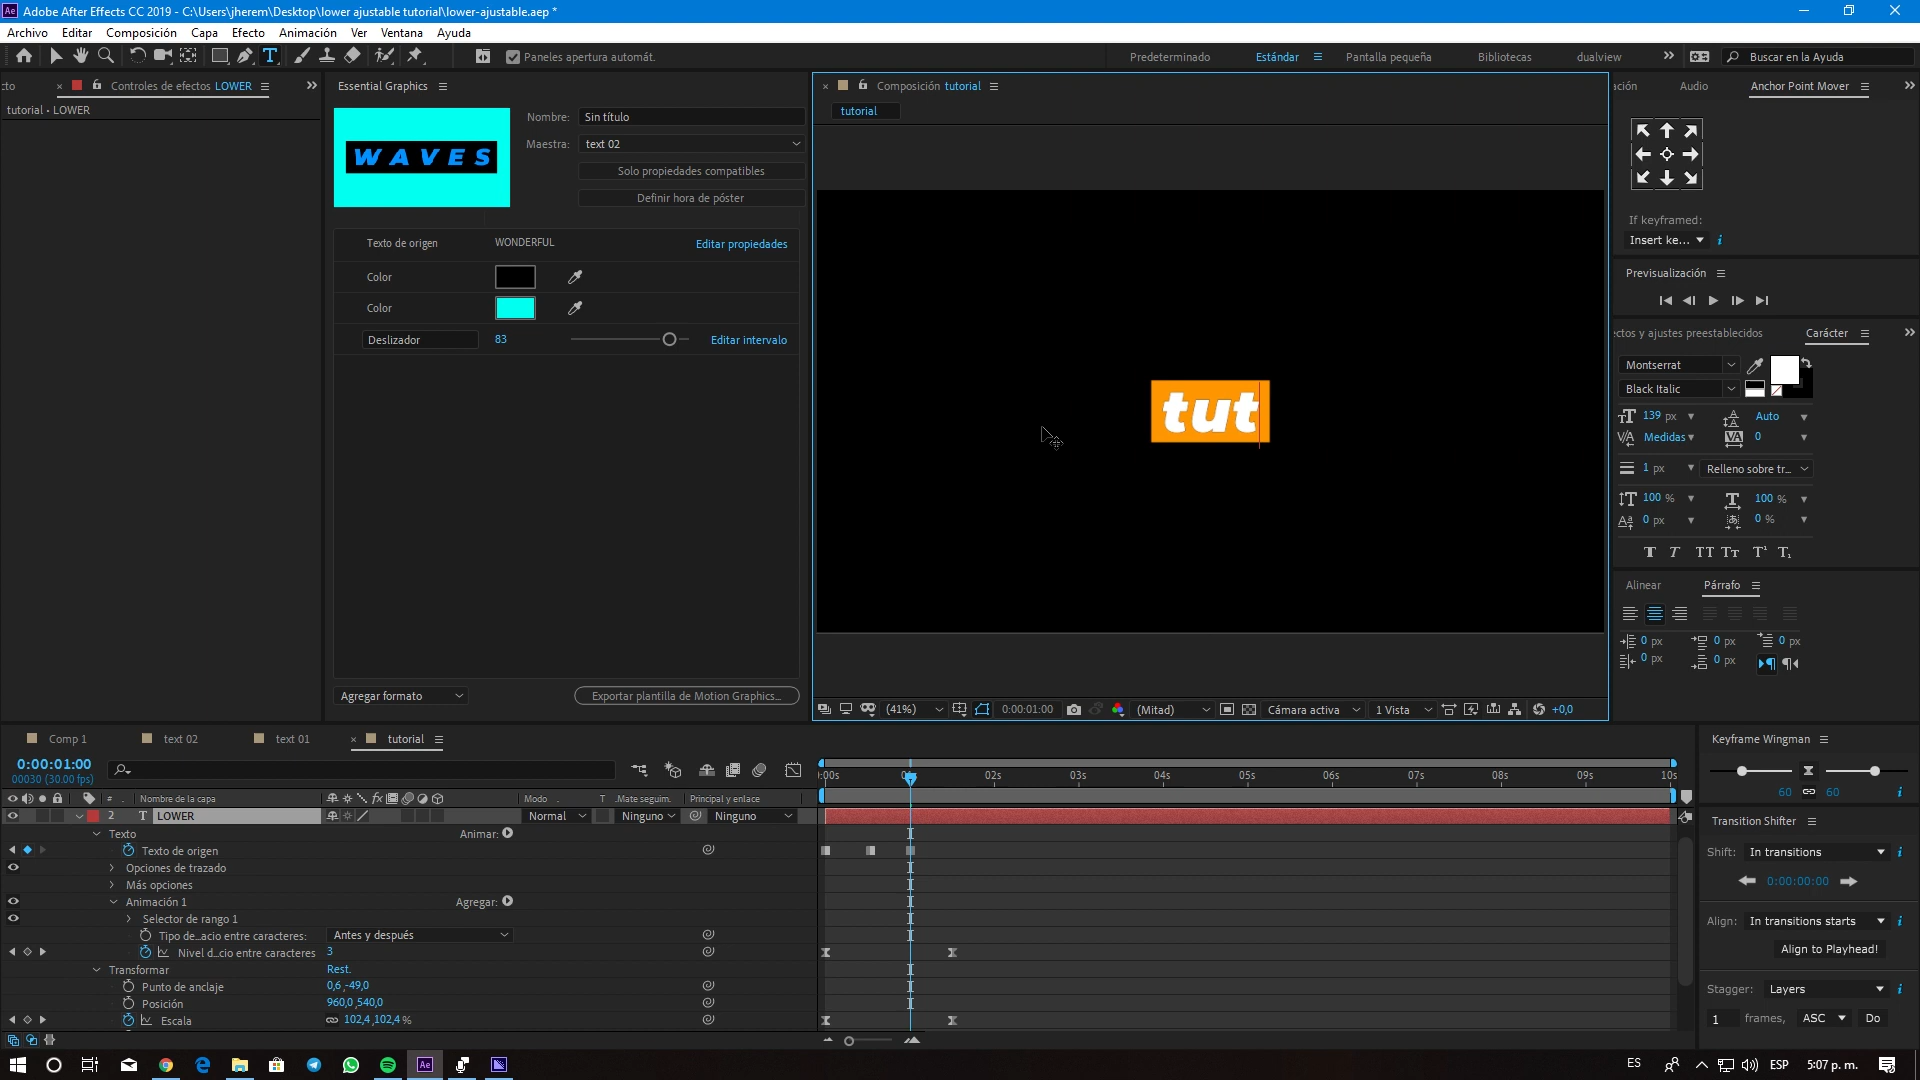 Adobe After Effects CC 2019 - C:\Users\jherem\Desktop\lower ajustable tutorial\lower-ajustable.aep *
Archivo Editar Composición Capa Efecto Animación Ver Ventana Ayuda
Paneles apertura automát. Predeterminado Estándar Pantalla pequeña Bibliotecas dualview Buscar en la Ayuda
cto Controles de efectos LOWER
tutorial • LOWER
Essential Graphics
WAVES
Nombre: Sin título
Maestra: text 02
Solo propiedades compatibles
Definir hora de póster
Texto de origen WONDERFUL Editar propiedades
Color
Color
Deslizador 83 Editar intervalo
Agregar formato Exportar plantilla de Motion Graphics...
Composición tutorial
tutorial
tut
(41%) 0:00:01:00 (Mitad) Cámara activa 1 Vista +0,0
ación Audio Anchor Point Mover
If keyframed:
Insert ke... i
Previsualización
ectos y ajustes preestablecidos Carácter
Montserrat
Black Italic
139 px Auto
Medidas 0
1 px Relleno sobre tr...
100 % 100 %
0 px 0 %
T T TT Tt T¹ T₁
Alinear Párrafo
0 px 0 px 0 px
0 px 0 px
Comp 1 text 02 text 01 tutorial
0:00:01:00
00030 (30.00 fps)
:00s 02s 03s 04s 05s 06s 07s 08s 09s 10s
# Nombre de la capa Modo T .Mate seguim. Principal y enlace
2 T LOWER Normal Ninguno Ninguno
Texto Animar:
Texto de origen
Opciones de trazado
Más opciones
Animación 1 Agregar:
Selector de rango 1
Tipo de...acio entre caracteres: Antes y después
Nivel d...cio entre caracteres 3
Transformar Rest.
Punto de anclaje 0,6 ,-49,0
Posición 960,0 ,540,0
Escala 102,4 ,102,4 %
Keyframe Wingman
60 60 i
Transition Shifter
Shift: In transitions i
0:00:00:00
Align: In transitions starts i
Align to Playhead!
Stagger: Layers i
1 frames, ASC Do
ES ESP 5:07 p. m.